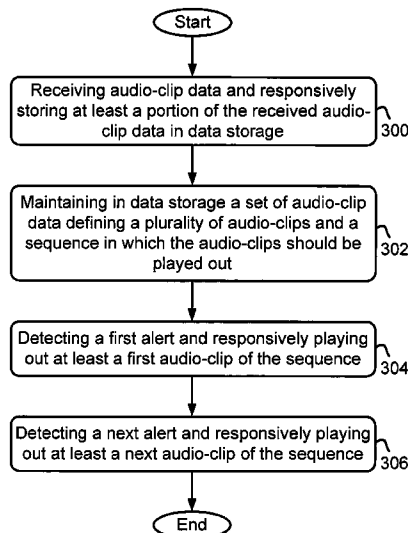 Start
Receiving audio-clip data and responsively
storing at least a portion of the received audio-
clip data in data storage
300
Maintaining in data storage a set of audio-clip
data defining a plurality of audio-clips and a
sequence in which the audio-clips should be
played out
302
Detecting a first alert and responsively playing
out at least a first audio-clip of the sequence
304
Detecting a next alert and responsively playing
out at least a next audio-clip of the sequence
306
End